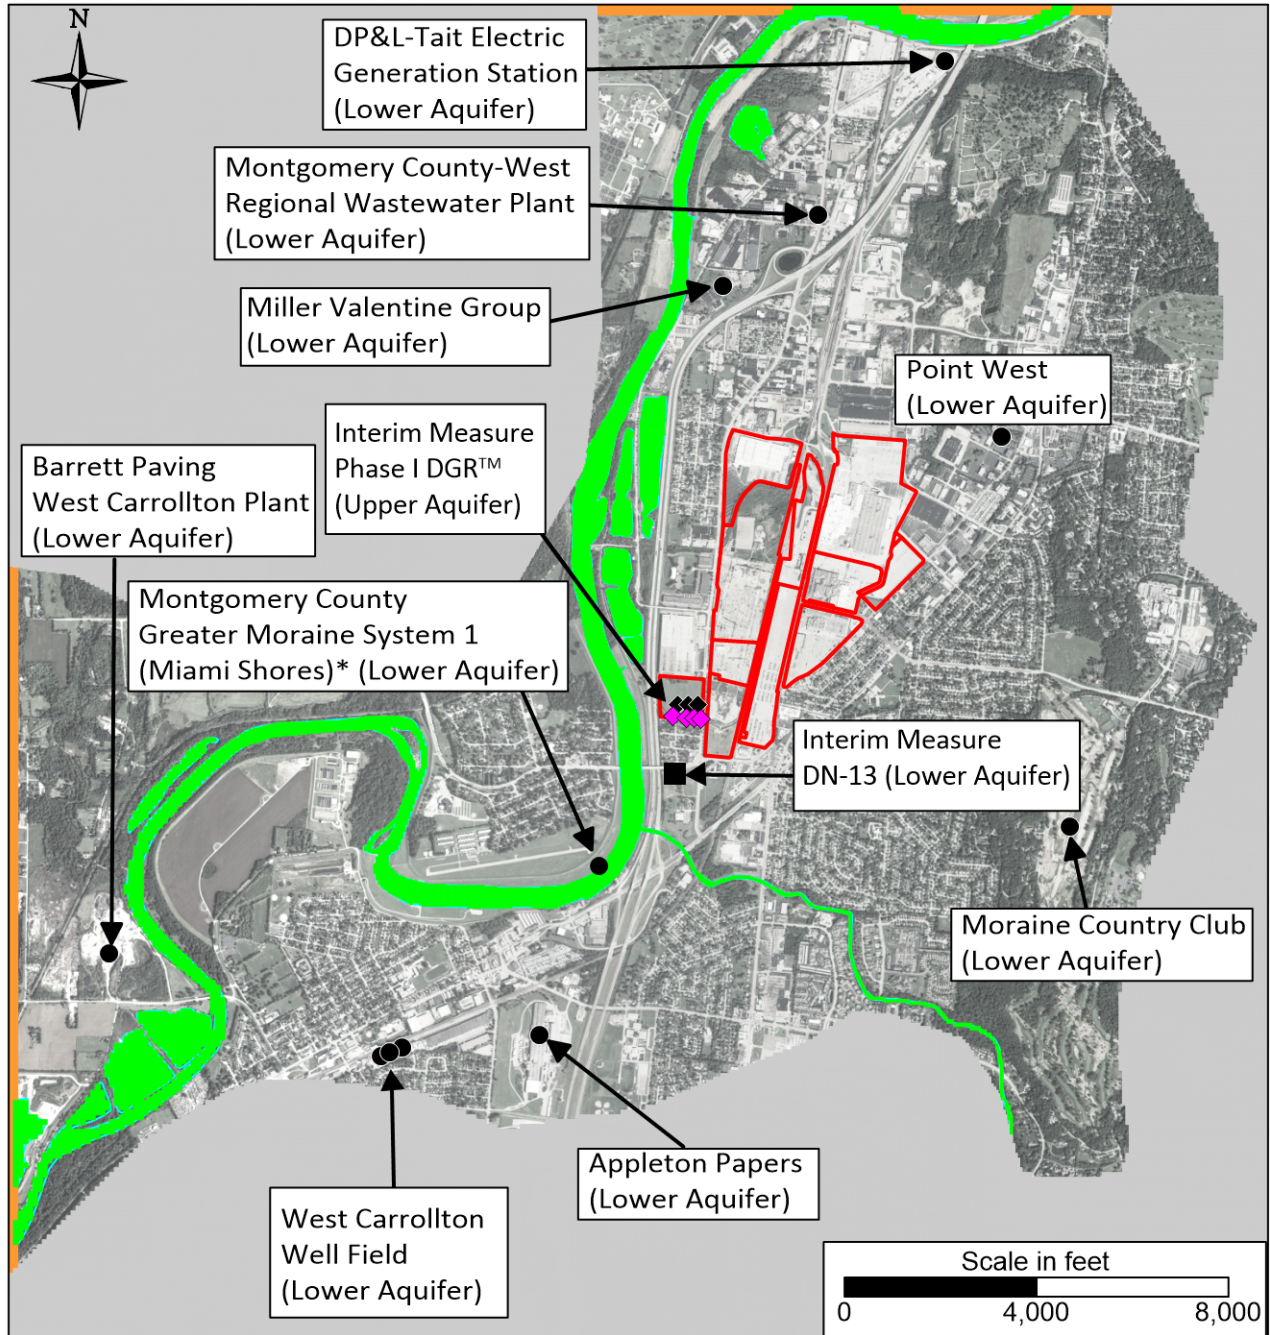 N
DP&L-Tait Electric
Generation Station
(Lower Aquifer)
Montgomery County-West
Regional Wastewater Plant
(Lower Aquifer)
Miller Valentine Group
(Lower Aquifer)
Point West
(Lower Aquifer)
Interim Measure
Phase I DGR™
(Upper Aquifer)
Barrett Paving
West Carrollton Plant
(Lower Aquifer)
Montgomery County
Greater Moraine System 1
(Miami Shores)* (Lower Aquifer)
Interim Measure
DN-13 (Lower Aquifer)
Moraine Country Club
(Lower Aquifer)
Appleton Papers
(Lower Aquifer)
West Carrollton
Well Field
(Lower Aquifer)
Scale in feet
0 4,000 8,000